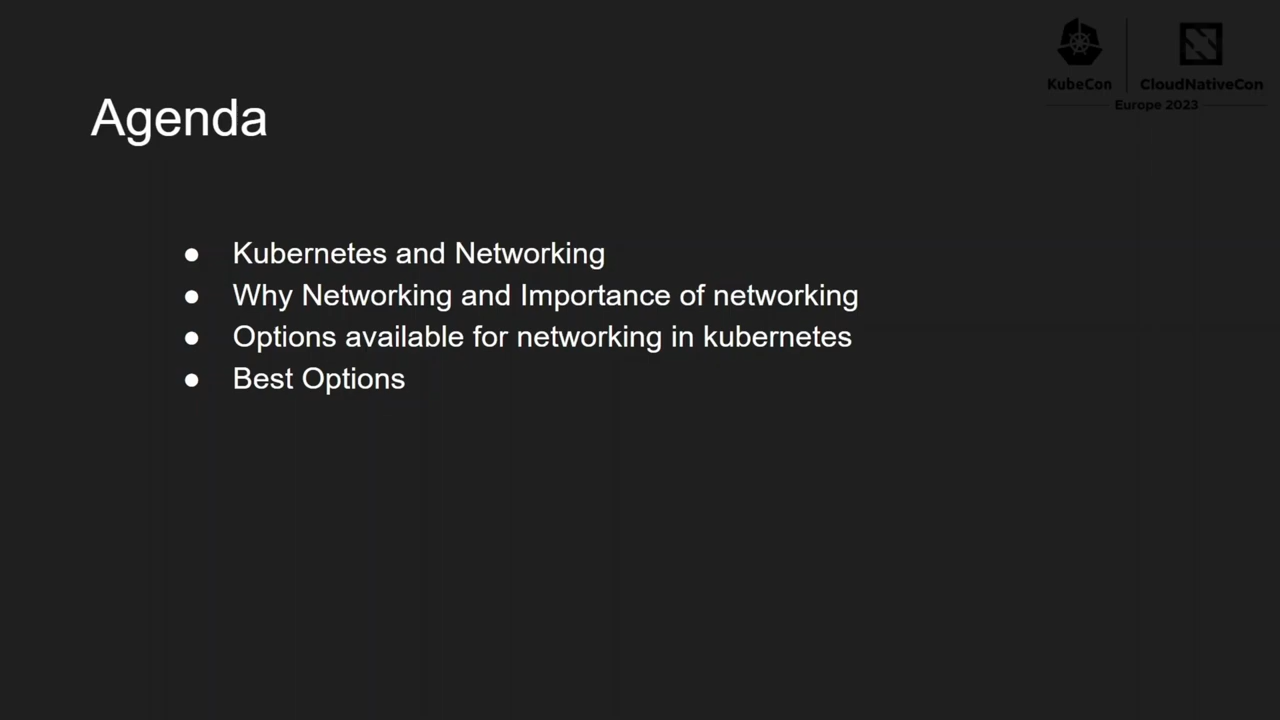 KubeCon
CloudNativeCon
Europe 2023
Agenda
● Kubernetes and Networking
● Why Networking and Importance of networking
● Options available for networking in kubernetes
● Best Options